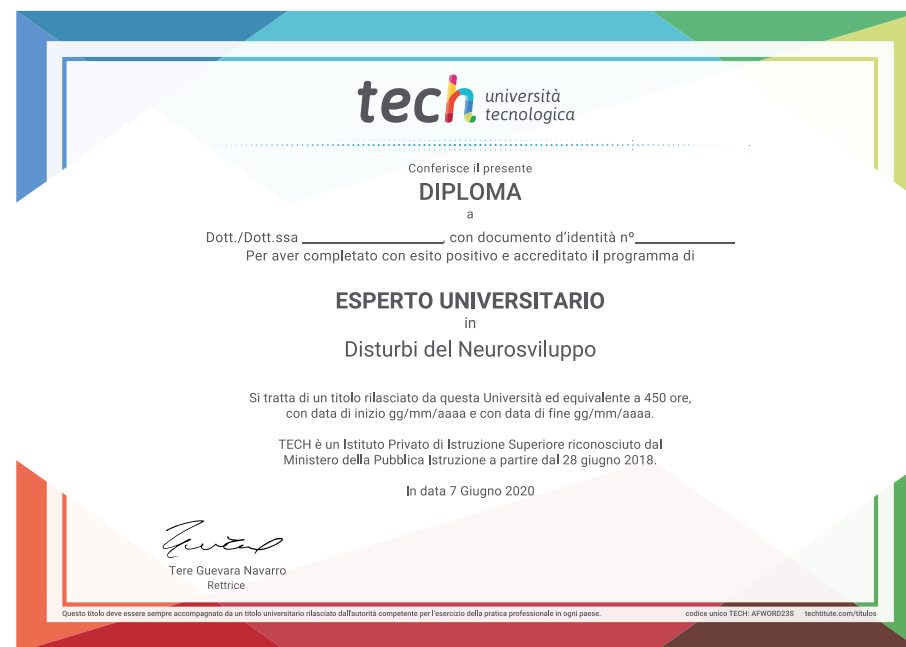 tech università
tecnologica
Conferisce il presente
DIPLOMA
a
Dott./Dott.ssa ________________, con documento d'identità nº____________
Per aver completato con esito positivo e accreditato il programma di
ESPERTO UNIVERSITARIO
in
Disturbi del Neurosviluppo
Si tratta di un titolo rilasciato da questa Università ed equivalente a 450 ore,
con data di inizio gg/mm/aaaa e con data di fine gg/mm/aaaa.
TECH è un Istituto Privato di Istruzione Superiore riconosciuto dal
Ministero della Pubblica Istruzione a partire dal 28 giugno 2018.
In data 7 Giugno 2020
Tere Guevara Navarro
Rettrice
Questo titolo deve essere sempre accompagnato da un titolo universitario rilasciato dall'autorità competente per l'esercizio della pratica professionale in ogni paese. codice unico TECH: AFWORD23S techtitute.com/títulos